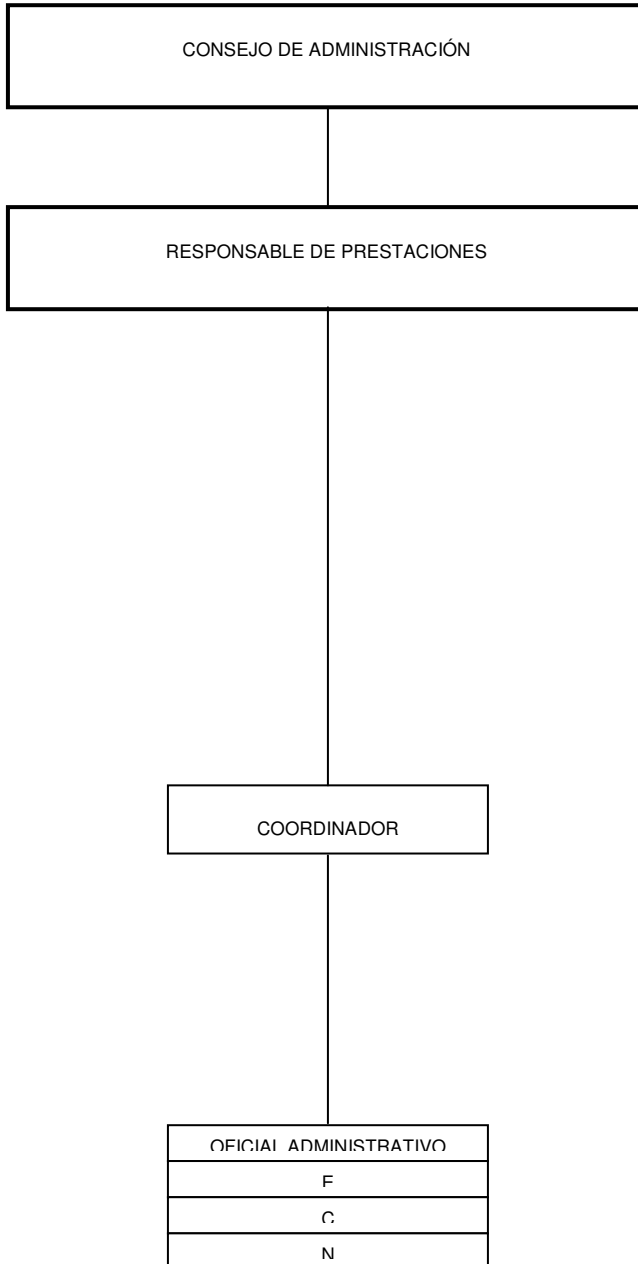 CONSEJO DE ADMINISTRACIÓN
RESPONSABLE DE PRESTACIONES
COORDINADOR
OFICIAL ADMINISTRATIVO
C
N